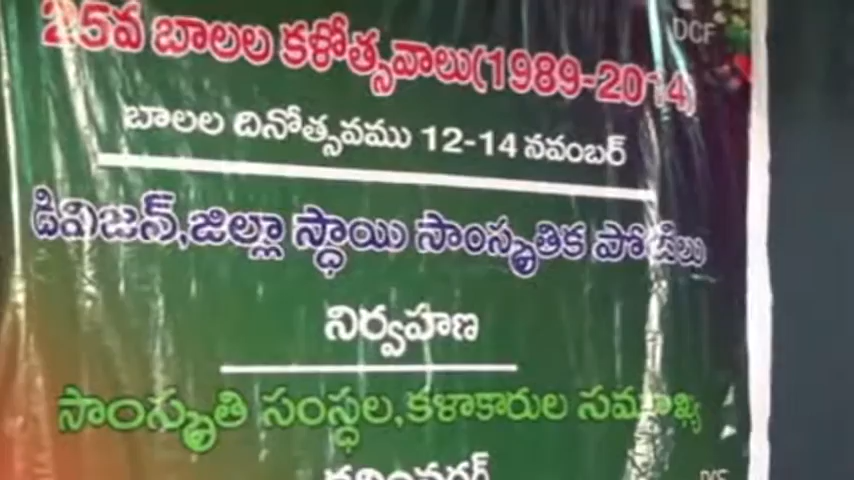 DCF
25వ బాలల కళోత్సవాలు(1989-2014)
బాలల దినోత్సవము 12-14 నవంబర్
డివిజన్,జిల్లా స్థాయి సాంస్కృతిక పోటీలు
నిర్వహణ
సాంస్కృతి సంస్థల,కళాకారుల సమాఖ్య